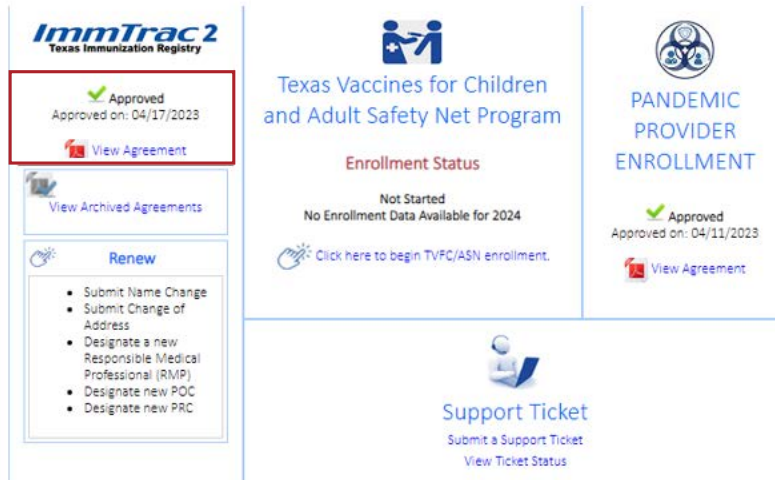 ImmTrac2
Texas Immunization Registry
Approved
Approved on: 04/17/2023
View Agreement
View Archived Agreements
Renew
Submit Name Change
Submit Change of
Address
Designate a new
Responsible Medical
Professional (RMP)
Designate new POC
Designate new PRC
Texas Vaccines for Children
and Adult Safety Net Program
Enrollment Status
Not Started
No Enrollment Data Available for 2024
Click here to begin TVFC/ASN enrollment.
PANDEMIC
PROVIDER
ENROLLMENT
Approved
Approved on: 04/11/2023
View Agreement
Support Ticket
Submit a Support Ticket
View Ticket Status